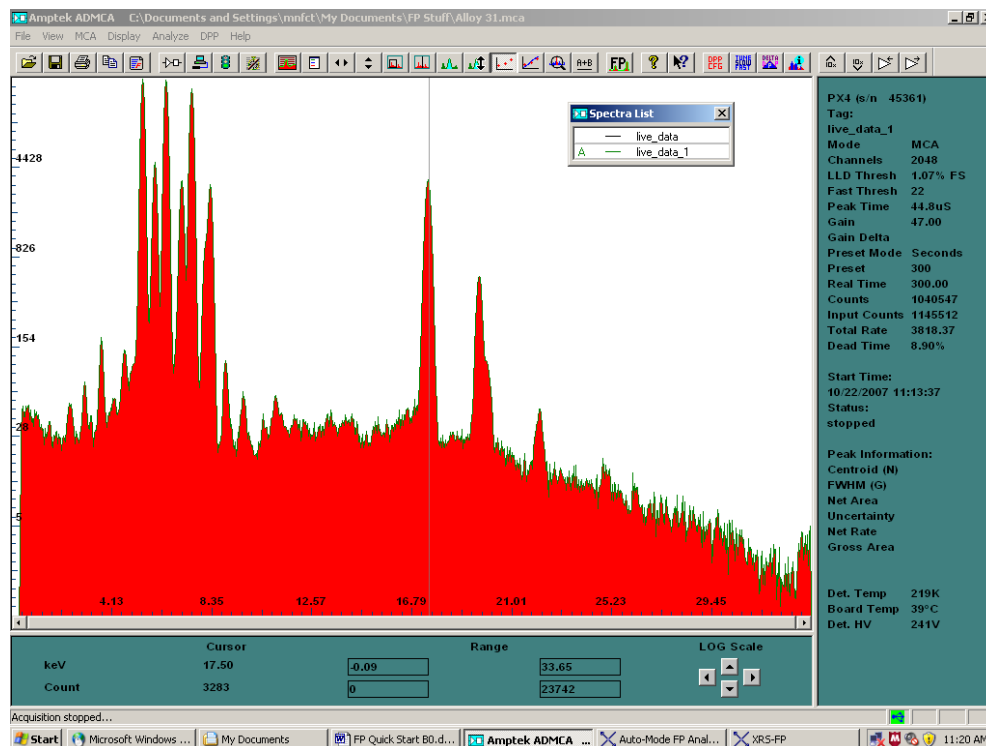 Amptek ADMCA C:\Documents and Settings\mnfct\My Documents\FP Stuff\Alloy 31.mca
File View MCA Display Analyze DPP Help
A+B FP DPP CFG DELTA
Spectra List
live_data
A live_data_1
4428
826
154
28
5
4.13 8.35 12.57 16.79 21.01 25.23 29.45
PX4 (s/n 45361)
Tag:
live_data_1
Mode MCA
Channels 2048
LLD Thresh 1.07% FS
Fast Thresh 22
Peak Time 44.8uS
Gain 47.00
Gain Delta
Preset Mode Seconds
Preset 300
Real Time 300.00
Counts 1040547
Input Counts 1145512
Total Rate 3818.37
Dead Time 8.90%
Start Time:
10/22/2007 11:13:37
Status:
stopped
Peak Information:
Centroid (N)
FWHM (G)
Net Area
Uncertainty
Net Rate
Gross Area
Det. Temp 219K
Board Temp 39°C
Det. HV 241V
Cursor Range LOG Scale
keV 17.50 -0.09 33.65
Count 3283 0 23742
Acquisition stopped...
Start Microsoft Windows ... My Documents FP Quick Start B0.d... Amptek ADMCA ... Auto-Mode FP Anal... XRS-FP 11:20 AM